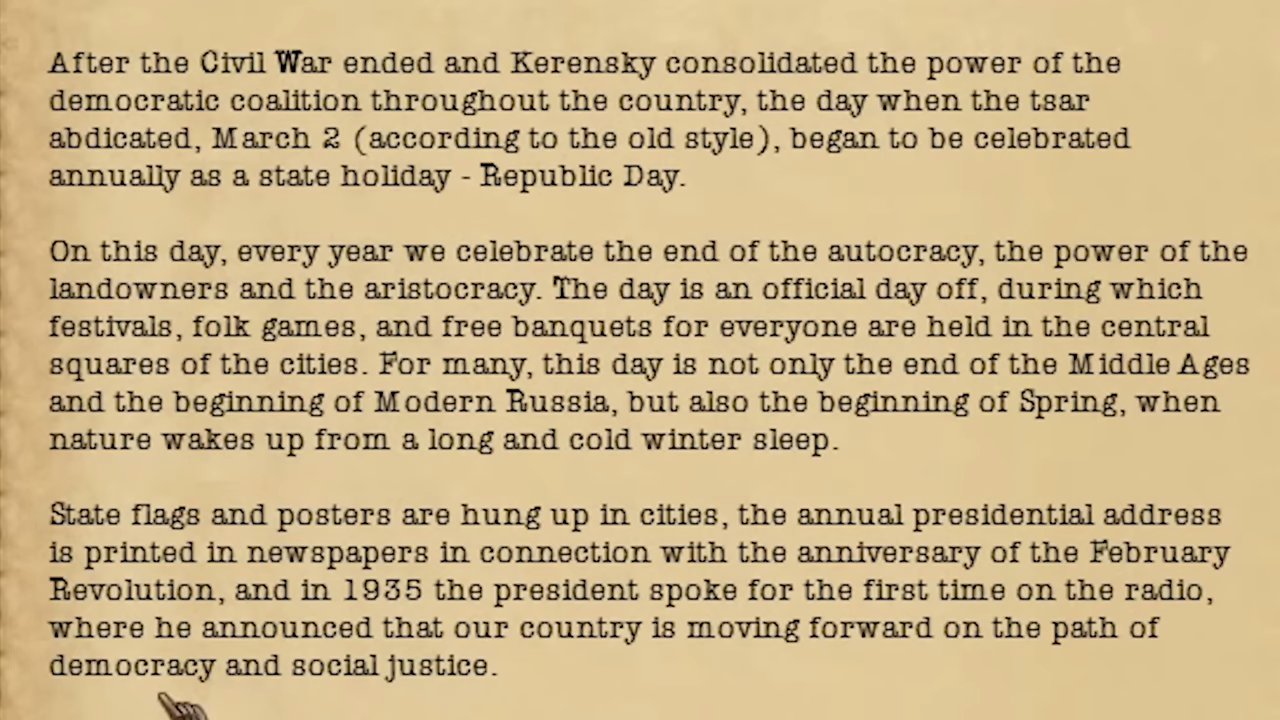 After the Civil War ended and Kerensky consolidated the power of the
democratic coalition throughout the country, the day when the tsar
abdicated, March 2 (according to the old style), began to be celebrated
annually as a state holiday - Republic Day.
On this day, every year we celebrate the end of the autocracy, the power of the
landowners and the aristocracy. The day is an official day off, during which
festivals, folk games, and free banquets for everyone are held in the central
squares of the cities. For many, this day is not only the end of the Middle Ages
and the beginning of Modern Russia, but also the beginning of Spring, when
nature wakes up from a long and cold winter sleep.
State flags and posters are hung up in cities, the annual presidential address
is printed in newspapers in connection with the anniversary of the February
Revolution, and in 1935 the president spoke for the first time on the radio,
where he announced that our country is moving forward on the path of
democracy and social justice.